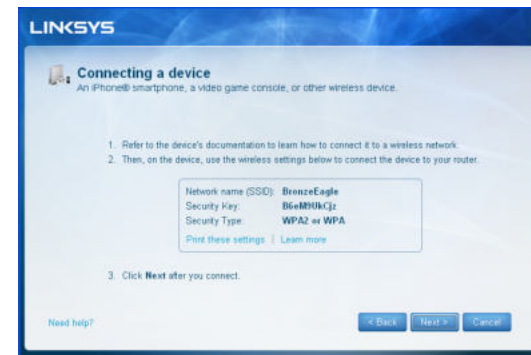 LINKSYS
Connecting a device
An iPhone® smartphone, a video game console, or other wireless device.
1. Refer to the device's documentation to learn how to connect it to a wireless network.
2. Then, on the device, use the wireless settings below to connect the device to your router.
Network name (SSID): BronzeEagle
Security Key: B6eM9UkCjz
Security Type: WPA2 or WPA
Print these settings | Learn more
3. Click Next after you connect.
Need help? < Back Next > Cancel